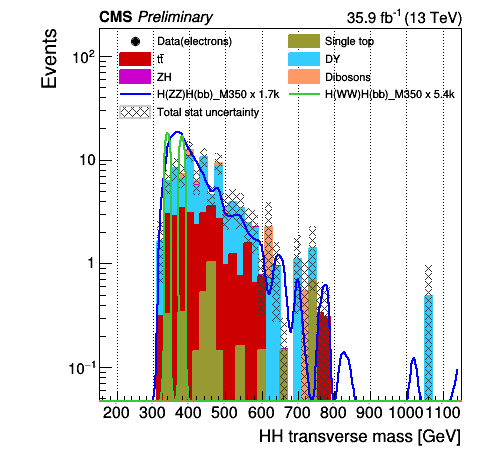 CMS Preliminary 35.9 fb⁻¹ (13 TeV)
Events
Data(electrons) Single top
tt̄ DY
ZH Dibosons
H(ZZ)H(bb)_M350 x 1.7k H(WW)H(bb)_M350 x 5.4k
Total stat uncertainty
10²
10
1
10⁻¹
200 300 400 500 600 700 800 900 1000 1100
HH transverse mass [GeV]